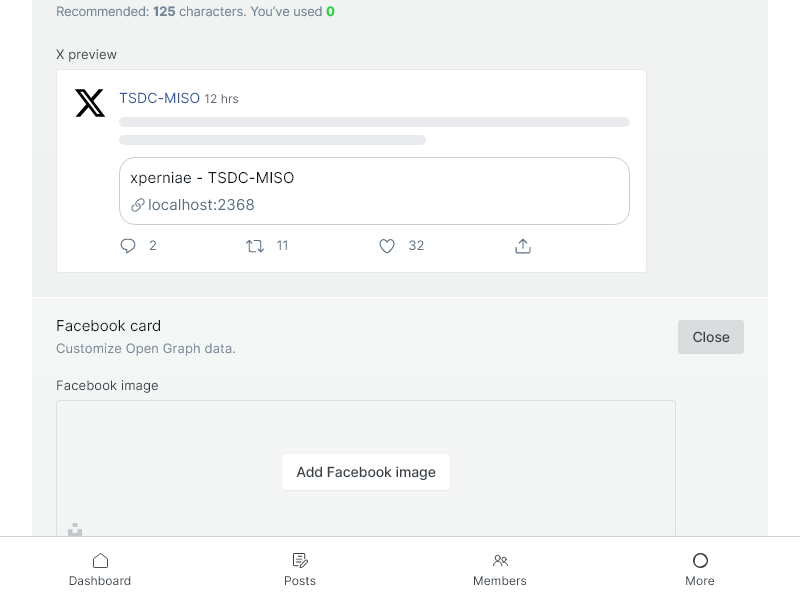 Recommended: 125 characters. You've used 0
X preview
TSDC-MISO 12 hrs
xperniae - TSDC-MISO
localhost:2368
2 11 32
Facebook card
Close
Customize Open Graph data.
Facebook image
Add Facebook image
Dashboard Posts Members More